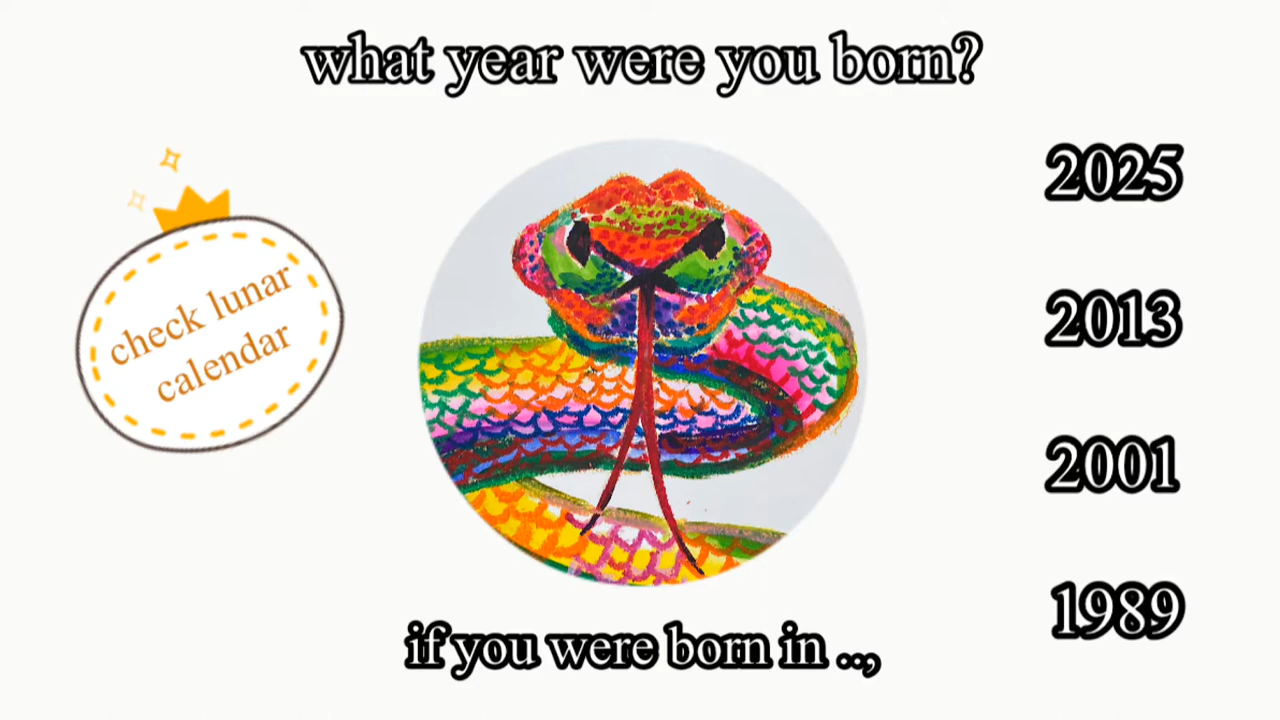 what year were you born?
check lunar
calendar
2025
2013
2001
1989
if you were born in ..,